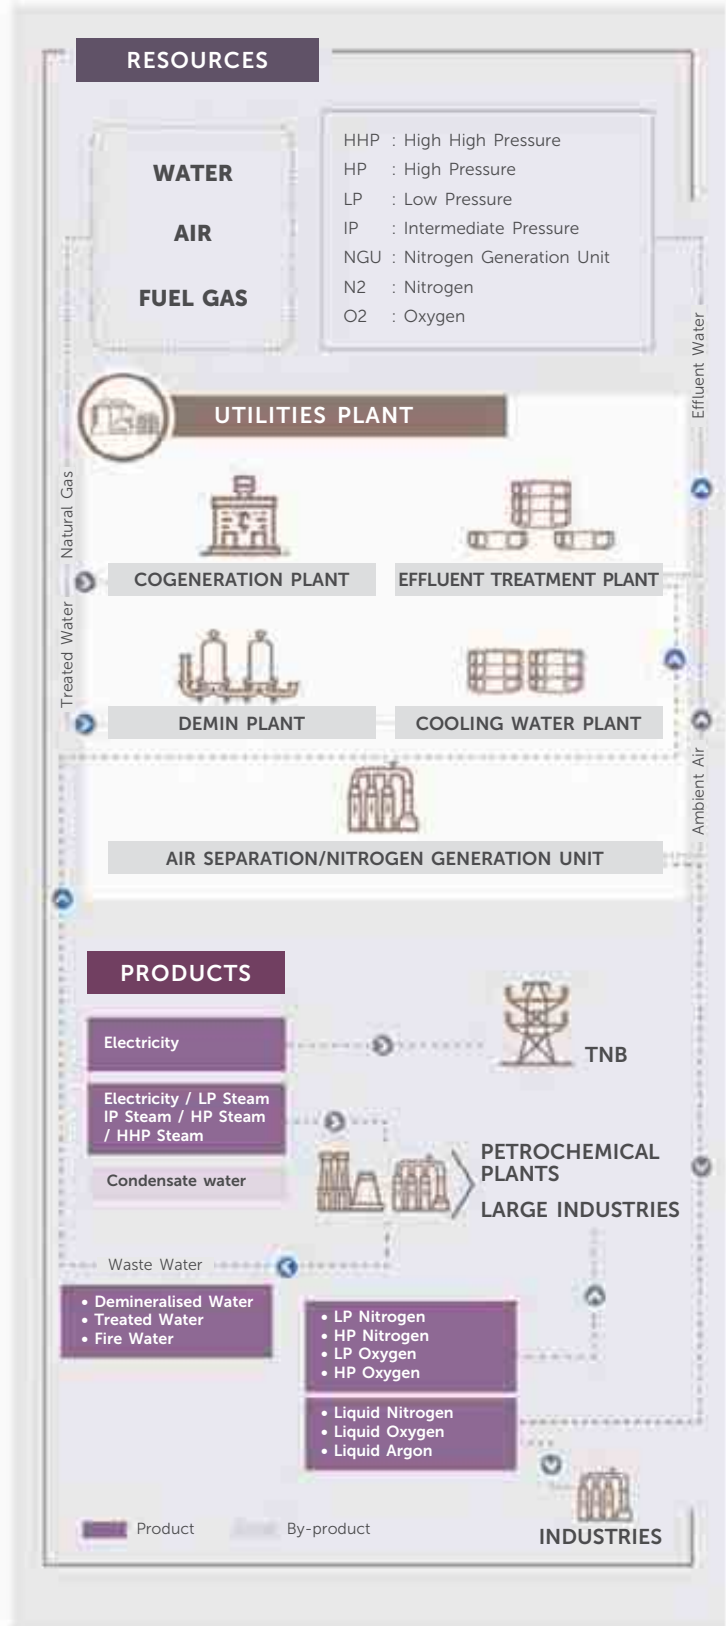 RESOURCES
WATER
AIR
FUEL GAS
HHP : High High Pressure
HP : High Pressure
LP : Low Pressure
IP : Intermediate Pressure
NGU : Nitrogen Generation Unit
N2 : Nitrogen
O2 : Oxygen
Effluent Water
UTILITIES PLANT
Natural Gas
COGENERATION PLANT
EFFLUENT TREATMENT PLANT
Treated Water
DEMIN PLANT
COOLING WATER PLANT
Ambient Air
AIR SEPARATION/NITROGEN GENERATION UNIT
PRODUCTS
Electricity
TNB
Electricity / LP Steam
IP Steam / HP Steam
/ HHP Steam
Condensate water
PETROCHEMICAL
PLANTS
LARGE INDUSTRIES
Waste Water
• Demineralised Water
• Treated Water
• Fire Water
• LP Nitrogen
• HP Nitrogen
• LP Oxygen
• HP Oxygen
• Liquid Nitrogen
• Liquid Oxygen
• Liquid Argon
INDUSTRIES
Product
By-product